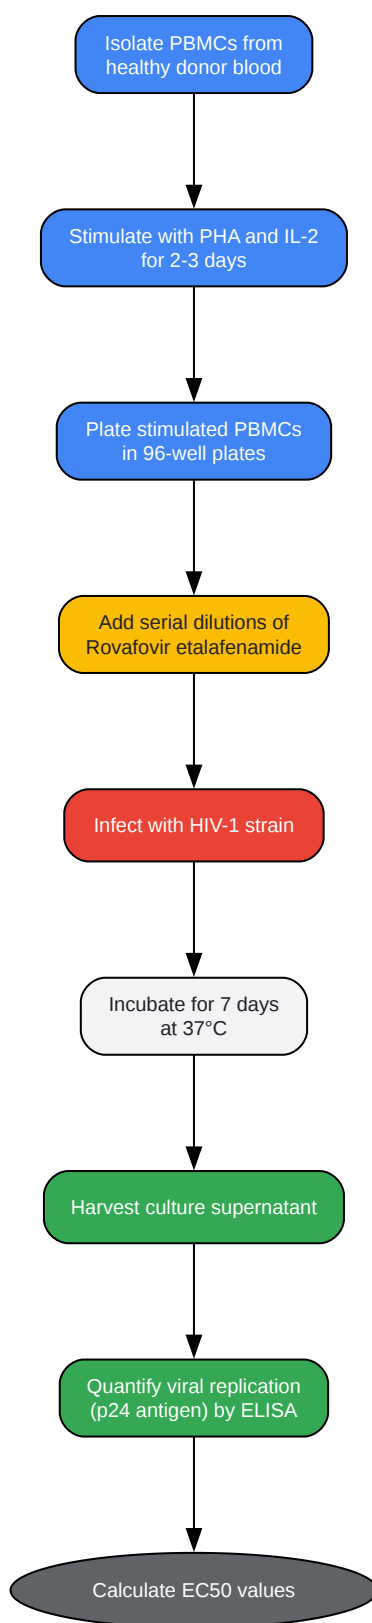 Isolate PBMCs from
healthy donor blood
Stimulate with PHA and IL-2
for 2-3 days
Plate stimulated PBMCs
in 96-well plates
Add serial dilutions of
Rovafovir etalafenamide
Infect with HIV-1 strain
Incubate for 7 days
at 37°C
Harvest culture supernatant
Quantify viral replication
(p24 antigen) by ELISA
Calculate EC50 values